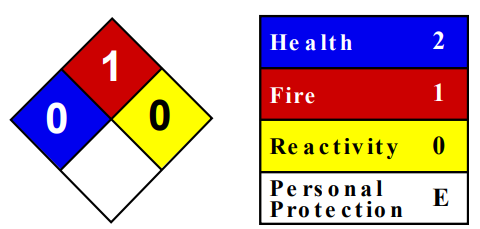 1
0 0
Health 2
Fire 1
Reactivity 0
Personal
Protection E